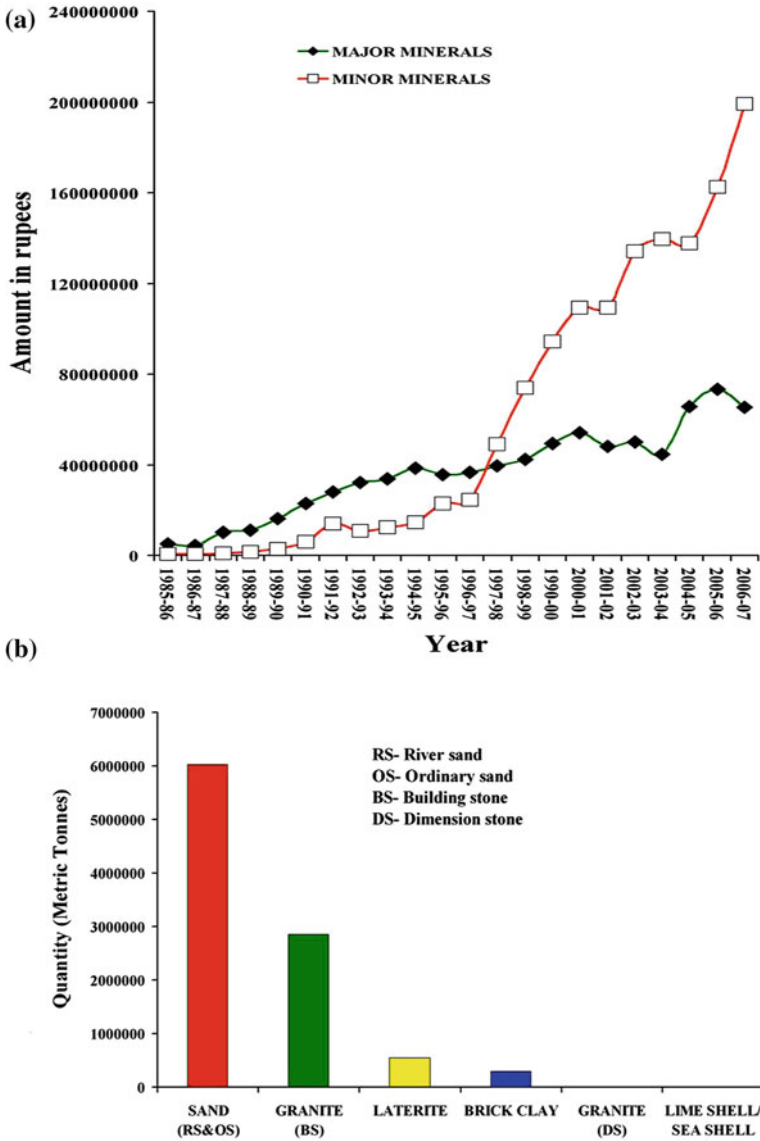 (a)
240000000
200000000
160000000
120000000
80000000
40000000
0
Amount in rupees
MAJOR MINERALS
MINOR MINERALS
1985-86
1986-87
1987-88
1988-89
1989-90
1990-91
1991-92
1992-93
1993-94
1994-95
1995-96
1996-97
1997-98
1998-99
1990-00
2000-01
2001-02
2002-03
2003-04
2004-05
2005-06
2006-07
Year
(b)
7000000
6000000
5000000
4000000
3000000
2000000
1000000
0
Quantity (Metric Tonnes)
RS- River sand
OS- Ordinary sand
BS- Building stone
DS- Dimension stone
SAND
(RS&OS)
GRANITE
(BS)
LATERITE
BRICK CLAY
GRANITE
(DS)
LIME SHELL/
SEA SHELL